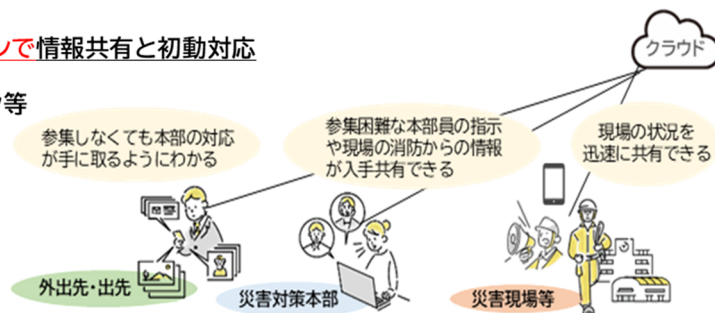 ンで情報共有と初動対応
等
クラウド
参集しなくても本部の対応
が手に取るようにわかる
参集困難な本部員の指示
や現場の消防からの情報
が入手共有できる
現場の状況を
迅速に共有できる
外出先・出先
災害対策本部
災害現場等